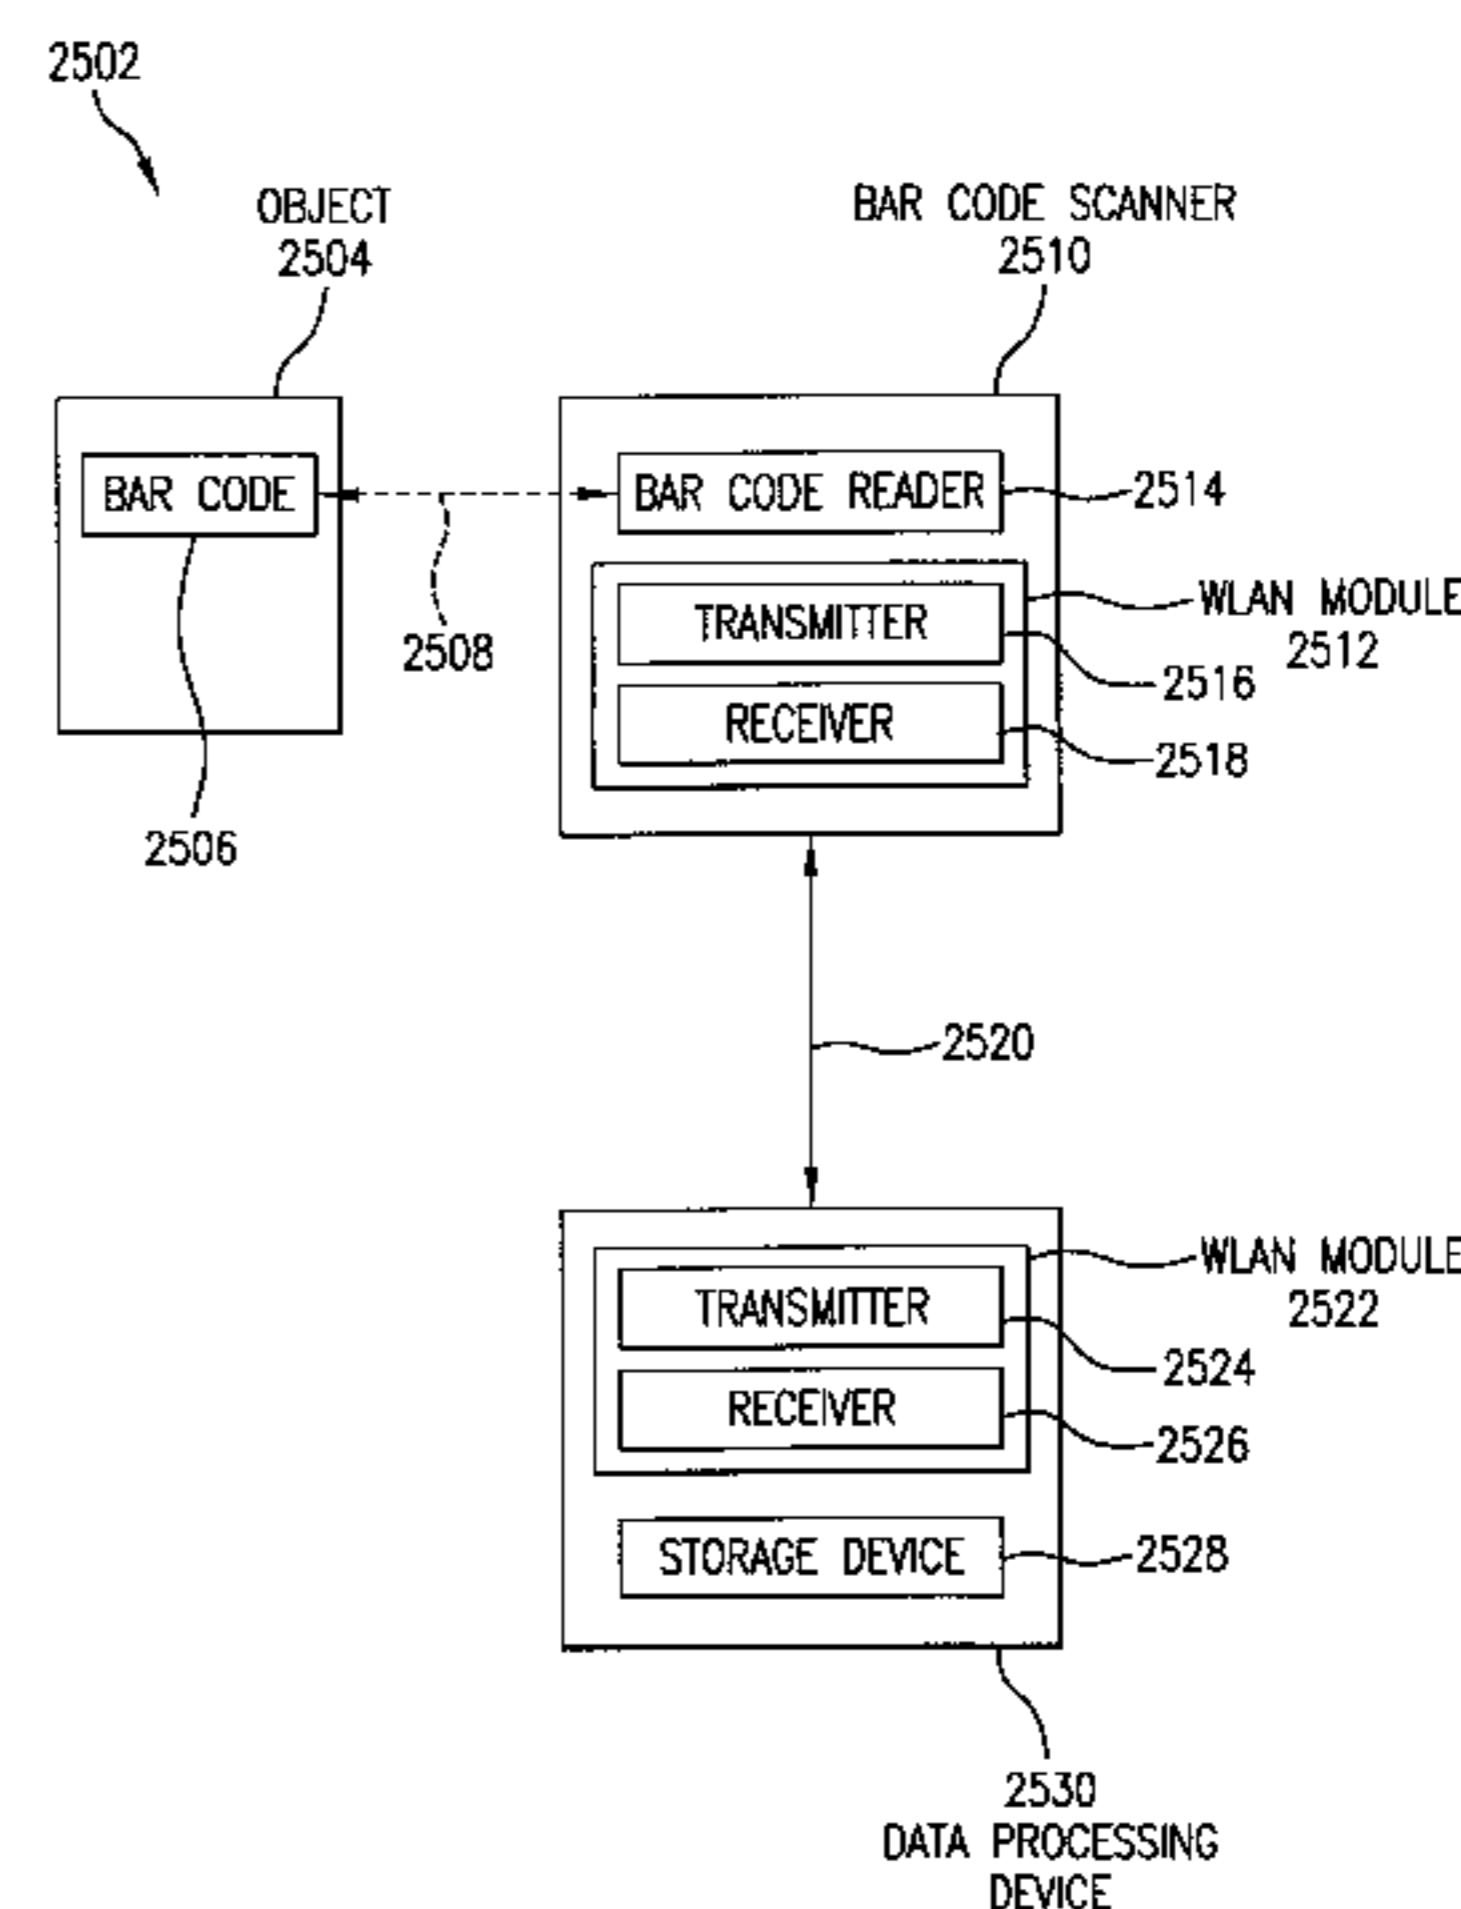 2502
OBJECT
2504
BAR CODE SCANNER
2510
BAR CODE
BAR CODE READER
2514
2508
TRANSMITTER
WLAN MODULE
2512
2516
RECEIVER
2518
2506
2520
WLAN MODULE
2522
TRANSMITTER
2524
RECEIVER
2526
STORAGE DEVICE
2528
2530
DATA PROCESSING
DEVICE